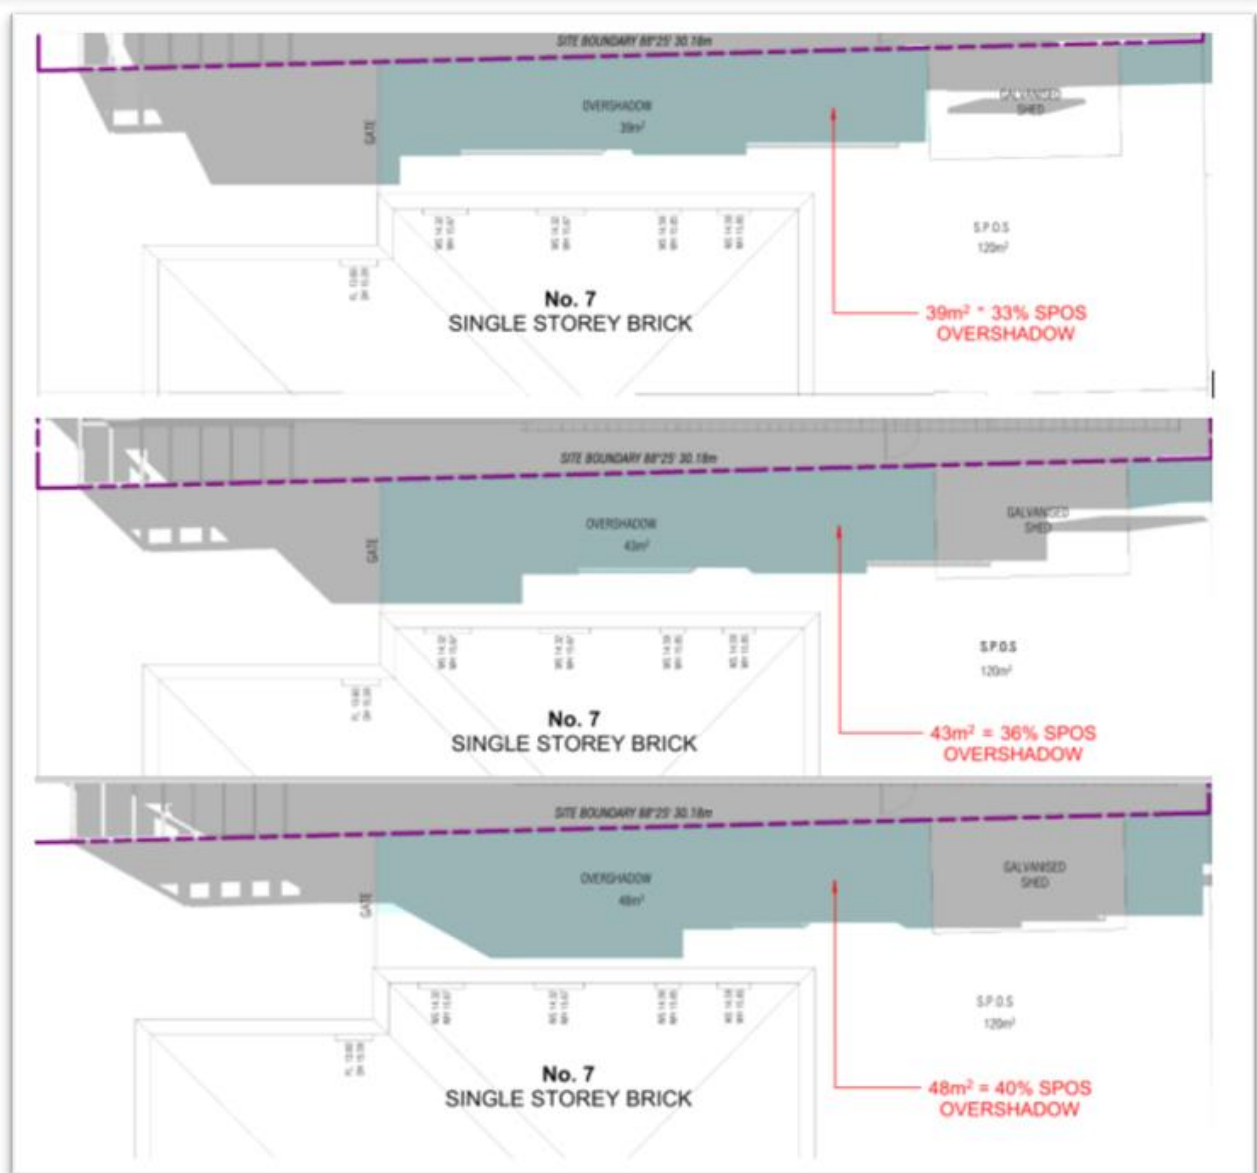 SITE BOUNDARY 88°25' 30.18m
OVERSHADOW
39m²
GATE
GALVANISED
SHED
S.P.O.S
120m²
No. 7
SINGLE STOREY BRICK
39m² " 33% SPOS
OVERSHADOW
SITE BOUNDARY 88°25' 30.18m
OVERSHADOW
43m²
GATE
GALVANISED
SHED
S.P.O.S
120m²
No. 7
SINGLE STOREY BRICK
43m² = 36% SPOS
OVERSHADOW
SITE BOUNDARY 88°25' 30.18m
OVERSHADOW
48m²
GATE
GALVANISED
SHED
S.P.O.S
120m²
No. 7
SINGLE STOREY BRICK
48m² = 40% SPOS
OVERSHADOW